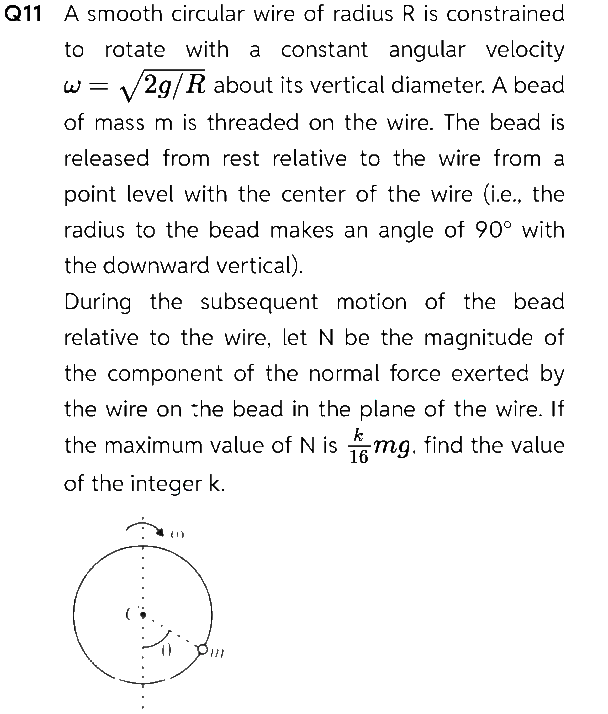 Q11 A smooth circular wire of radius R is constrained
to rotate with a constant angular velocity
ω = √2g/R about its vertical diameter. A bead
of mass m is threaded on the wire. The bead is
released from rest relative to the wire from a
point level with the center of the wire (i.e., the
radius to the bead makes an angle of 90° with
the downward vertical).
During the subsequent motion of the bead
relative to the wire, let N be the magnitude of
the component of the normal force exerted by
the wire on the bead in the plane of the wire. If
the maximum value of N is k/16 mg, find the value
of the integer k.
ω
C
θ
m